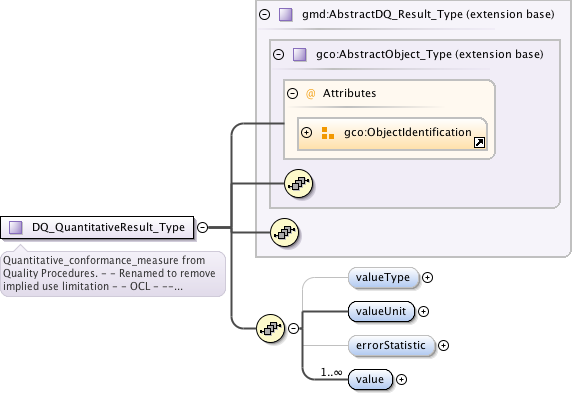 gmd:AbstractDQ_Result_Type (extension base)
gco:AbstractObject_Type (extension base)
@ Attributes
gco:ObjectIdentification
DQ_QuantitativeResult_Type
Quantitative_conformance_measure from
Quality Procedures. - - Renamed to remove
implied use limitation - - OCL - --...
valueType
valueUnit
errorStatistic
1..∞
value